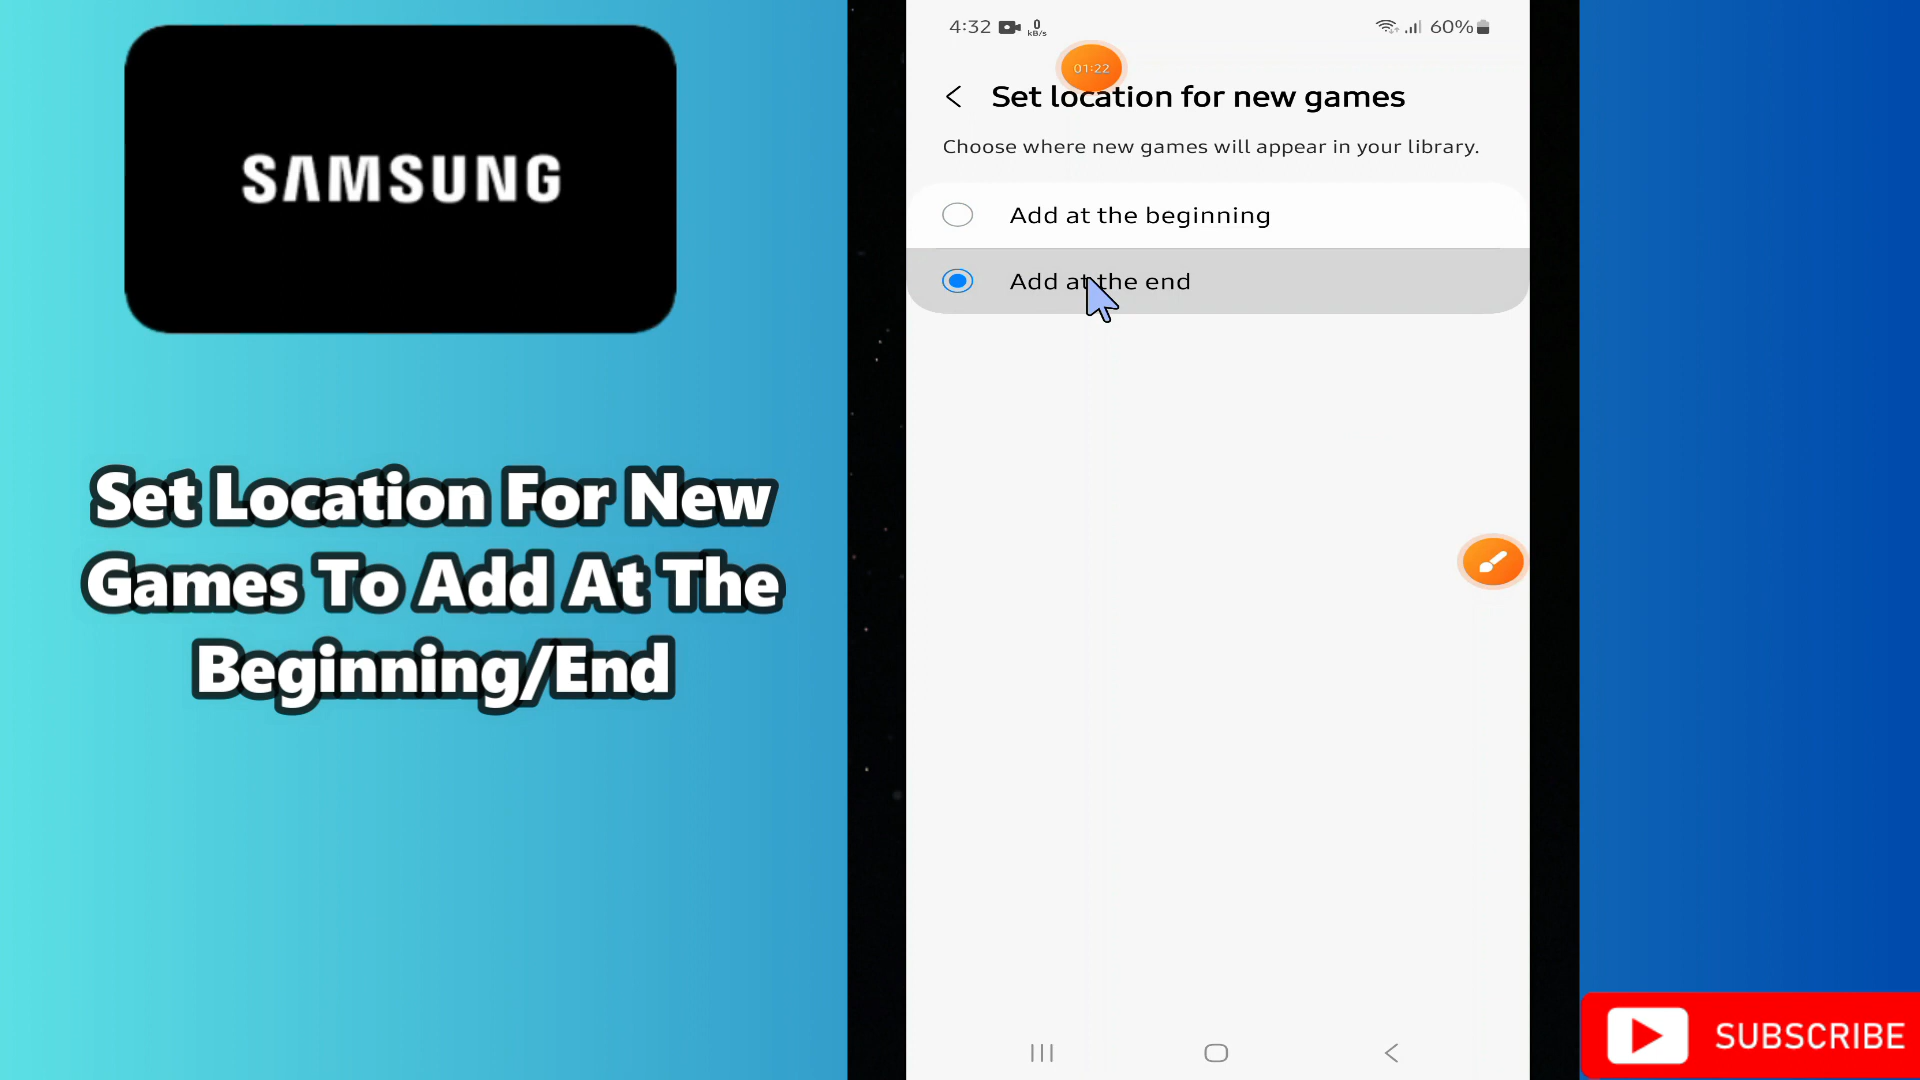 SAMSUNG
Set Location For New
Games To Add At The
Beginning/End
4:32
0
kB/s
60%
01:22
Set location for new games
Choose where new games will appear in your library.
Add at the beginning
Add at the end
SUBSCRIBE